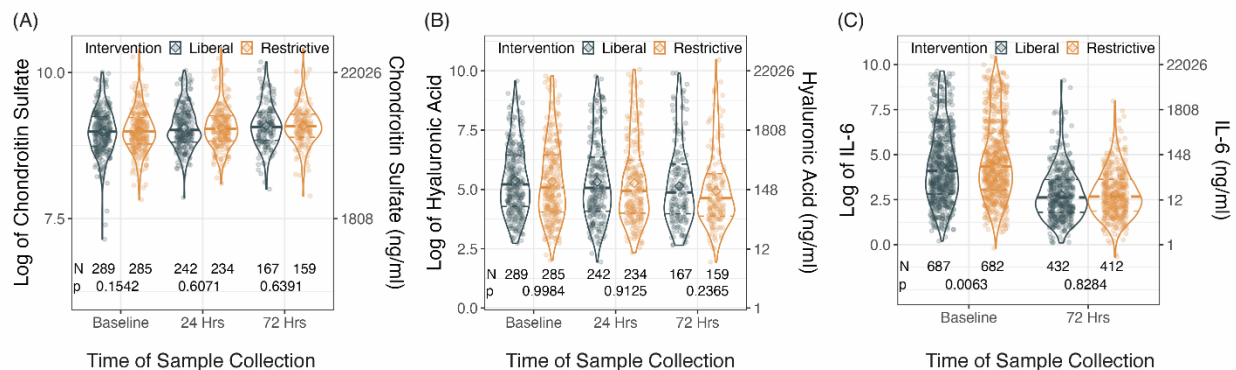 (A)
Intervention Liberal Restrictive
Log of Chondroitin Sulfate
10.0
7.5
22026
1808
Chondroitin Sulfate (ng/ml)
N 289 285 242 234 167 159
p 0.1542 0.6071 0.6391
Baseline 24 Hrs 72 Hrs
Time of Sample Collection
(B)
Intervention Liberal Restrictive
Log of Hyaluronic Acid
10.0
7.5
5.0
2.5
0.0
22026
1808
148
12
1
Hyaluronic Acid (ng/ml)
N 289 285 242 234 167 159
p 0.9984 0.9125 0.2365
Baseline 24 Hrs 72 Hrs
Time of Sample Collection
(C)
Intervention Liberal Restrictive
Log of IL-6
10.0
7.5
5.0
2.5
0.0
22026
1808
148
12
1
IL-6 (ng/ml)
N 687 682 432 412
p 0.0063 0.8284
Baseline 72 Hrs
Time of Sample Collection